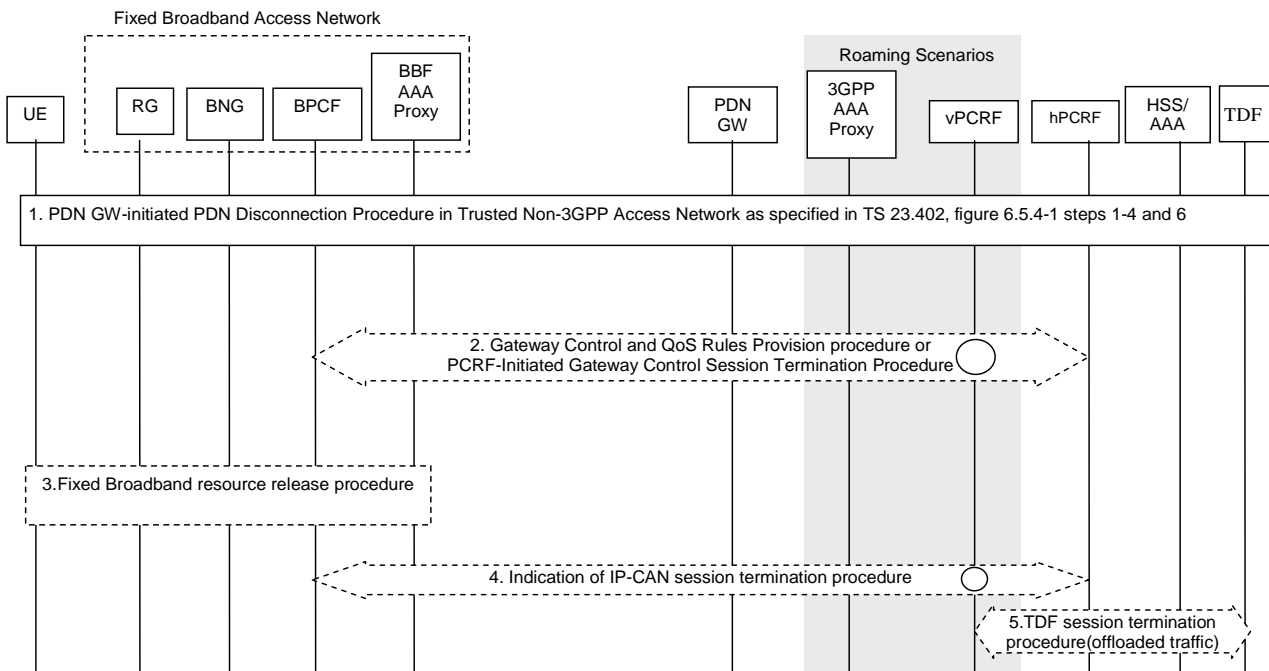 Fixed Broadband Access Network
Roaming Scenarios
UE
RG
BNG
BPCF
BBF
AAA
Proxy
PDN
GW
3GPP
AAA
Proxy
vPCRF
hPCRF
HSS/
AAA
TDF
1. PDN GW-initiated PDN Disconnection Procedure in Trusted Non-3GPP Access Network as specified in TS 23.402, figure 6.5.4-1 steps 1-4 and 6
2. Gateway Control and QoS Rules Provision procedure or
PCRF-Initiated Gateway Control Session Termination Procedure
3.Fixed Broadband resource release procedure
4. Indication of IP-CAN session termination procedure
5.TDF session termination
procedure(offloaded traffic)